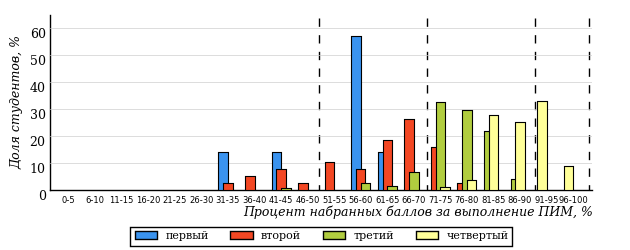 60
50
40
30
20
10
0
Доля студентов, %
0-5 6-10 11-15 16-20 21-25 26-30 31-35 36-40 41-45 46-50 51-55 56-60 61-65 66-70 71-75 76-80 81-85 86-90 91-95 96-100
Процент набранных баллов за выполнение ПИМ, %
первый второй третий четвертый